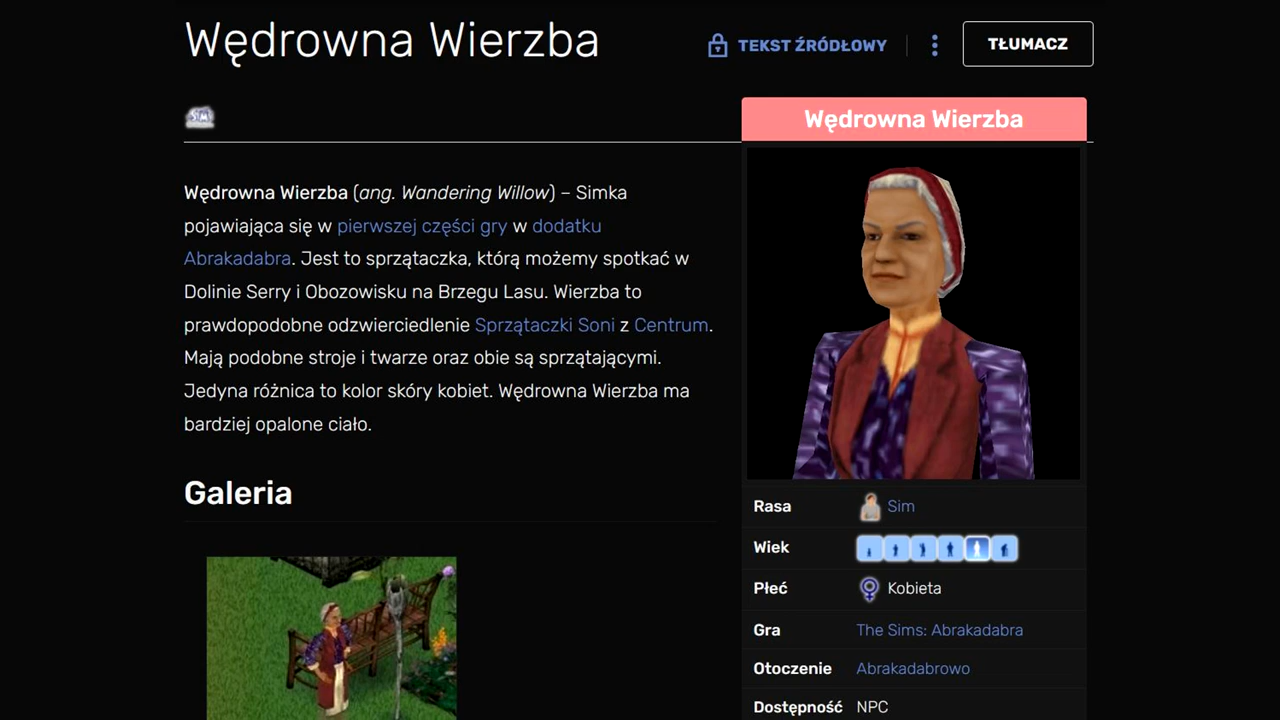 Wędrowna Wierzba
TEKST ŹRÓDŁOWY
TŁUMACZ
Wędrowna Wierzba
Wędrowna Wierzba (ang. Wandering Willow) – Simka
pojawiająca się w pierwszej części gry w dodatku
Abrakadabra. Jest to sprzątaczka, którą możemy spotkać w
Dolinie Serry i Obozowisku na Brzegu Lasu. Wierzba to
prawdopodobne odzwierciedlenie Sprzątaczki Soni z Centrum.
Mają podobne stroje i twarze oraz obie są sprzątającymi.
Jedyna różnica to kolor skóry kobiet. Wędrowna Wierzba ma
bardziej opalone ciało.
Galeria
Rasa Sim
Wiek
Płeć Kobieta
Gra The Sims: Abrakadabra
Otoczenie Abrakadabrowo
Dostępność NPC